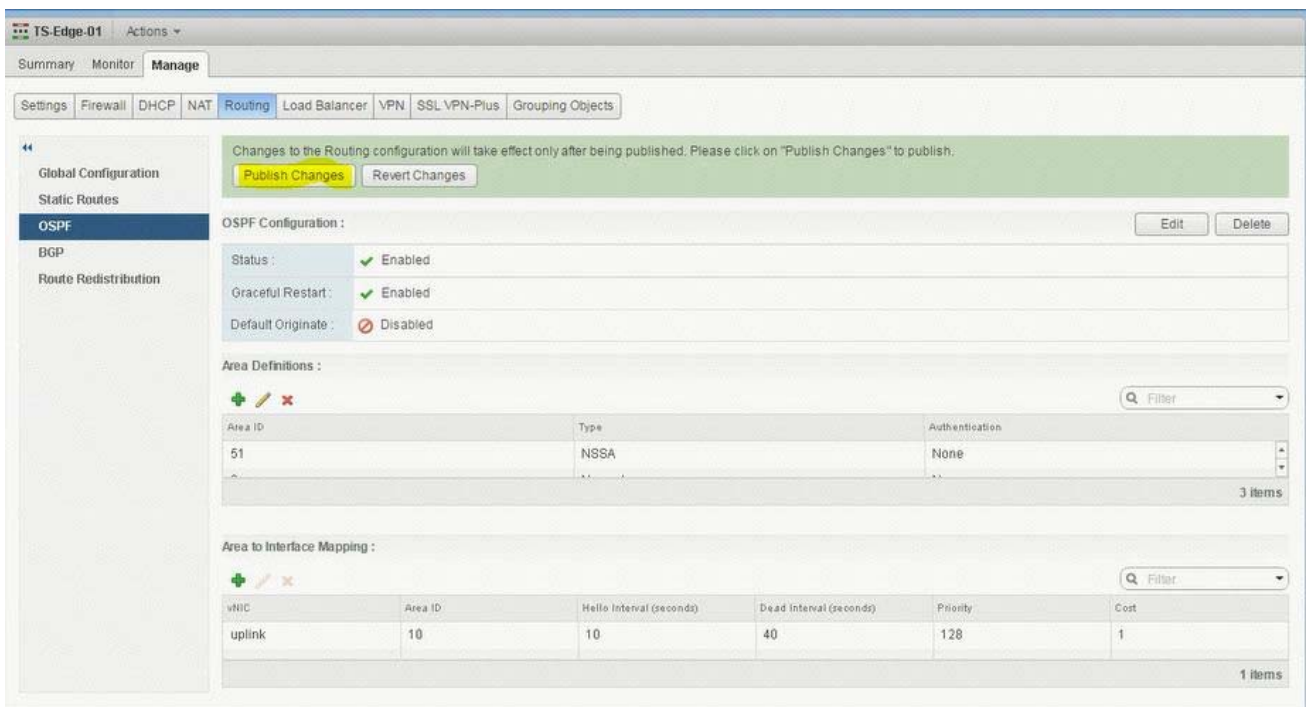 TS-Edge-01 Actions
Summary Monitor Manage
Settings Firewall DHCP NAT Routing Load Balancer VPN SSL VPN-Plus Grouping Objects
Changes to the Routing configuration will take effect only after being published. Please click on "Publish Changes" to publish.
Publish Changes Revert Changes
Global Configuration
Static Routes
OSPF
BGP
Route Redistribution
OSPF Configuration :
Edit Delete
Status : Enabled
Graceful Restart : Enabled
Default Originate : Disabled
Area Definitions :
Filter
Area ID Type Authentication
51 NSSA None
3 items
Area to Interface Mapping :
Filter
vNIC Area ID Hello Interval (seconds) Dead Interval (seconds) Priority Cost
uplink 10 10 40 128 1
1 items